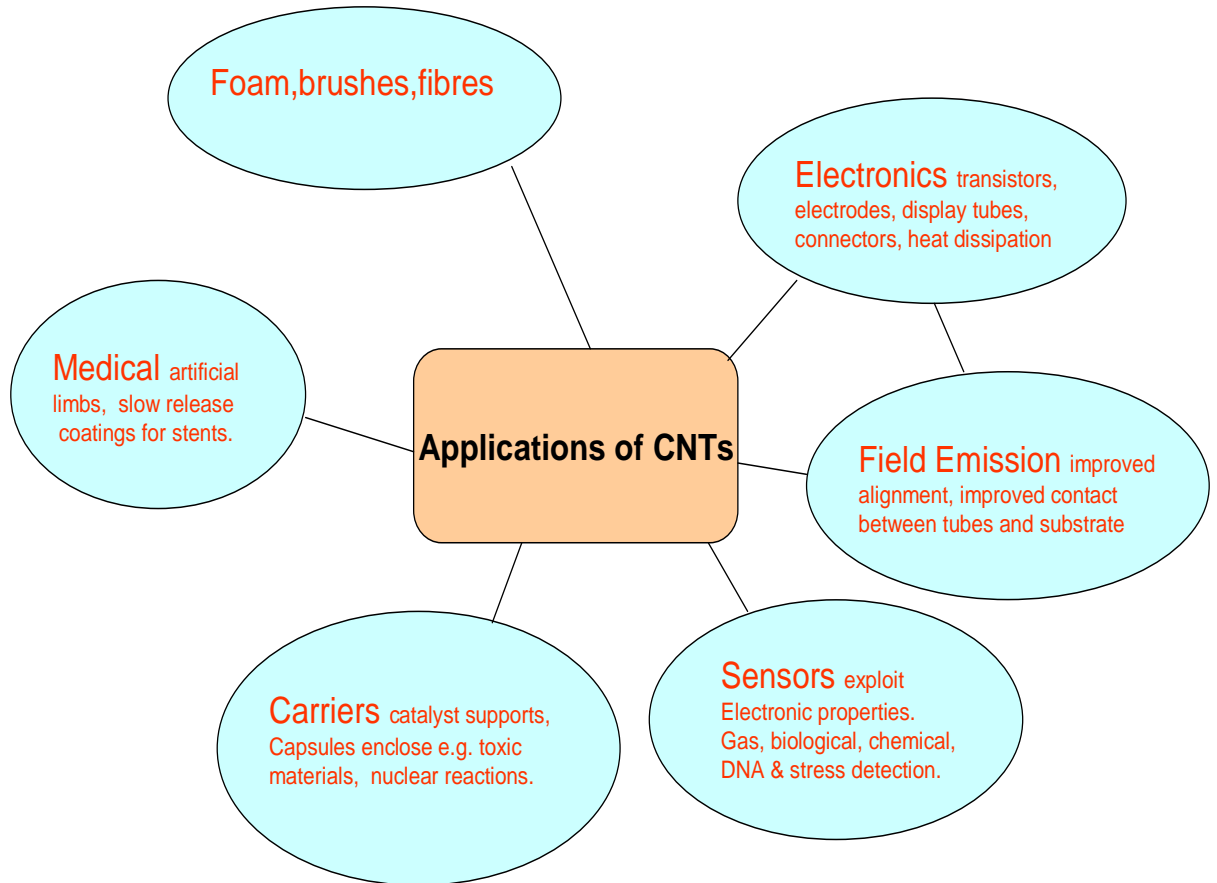 Foam,brushes,fibres
Electronics transistors,
electrodes, display tubes,
connectors, heat dissipation
Medical artificial
limbs, slow release
coatings for stents.
Applications of CNTs
Field Emission improved
alignment, improved contact
between tubes and substrate
Carriers catalyst supports,
Capsules enclose e.g. toxic
materials, nuclear reactions.
Sensors exploit
Electronic properties.
Gas, biological, chemical,
DNA & stress detection.